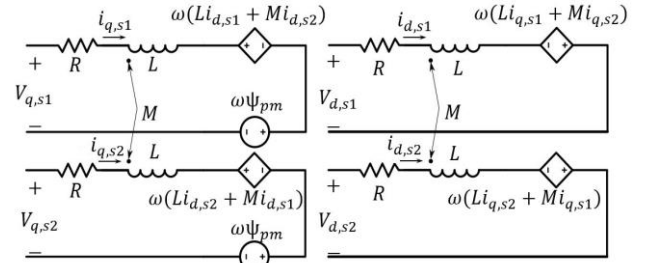 i_{q,s1} ω(Li_{d,s1} + Mi_{d,s2}) i_{d,s1} ω(Li_{q,s1} + Mi_{q,s2})
+ R L + - + R L - +
V_{q,s1} M V_{d,s1} M
− ωψ_{pm} - + −
i_{q,s2} L + - i_{d,s2} L - +
+ R ω(Li_{d,s2} + Mi_{d,s1}) + R ω(Li_{q,s2} + Mi_{q,s1})
V_{q,s2} ωψ_{pm} V_{d,s2}
− - + −